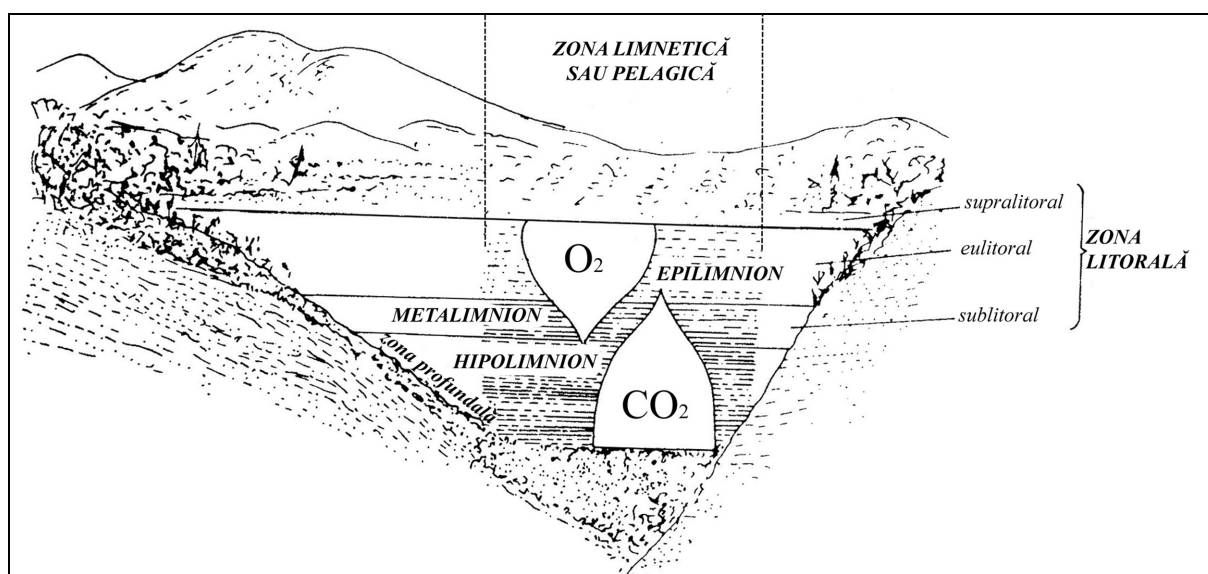 ZONA LIMNETICĂ
SAU PELAGICĂ
supralitoral
O2
eulitoral
ZONA
LITORALĂ
EPILIMNION
METALIMNION
sublitoral
HIPOLIMNION
zona profundală
CO2